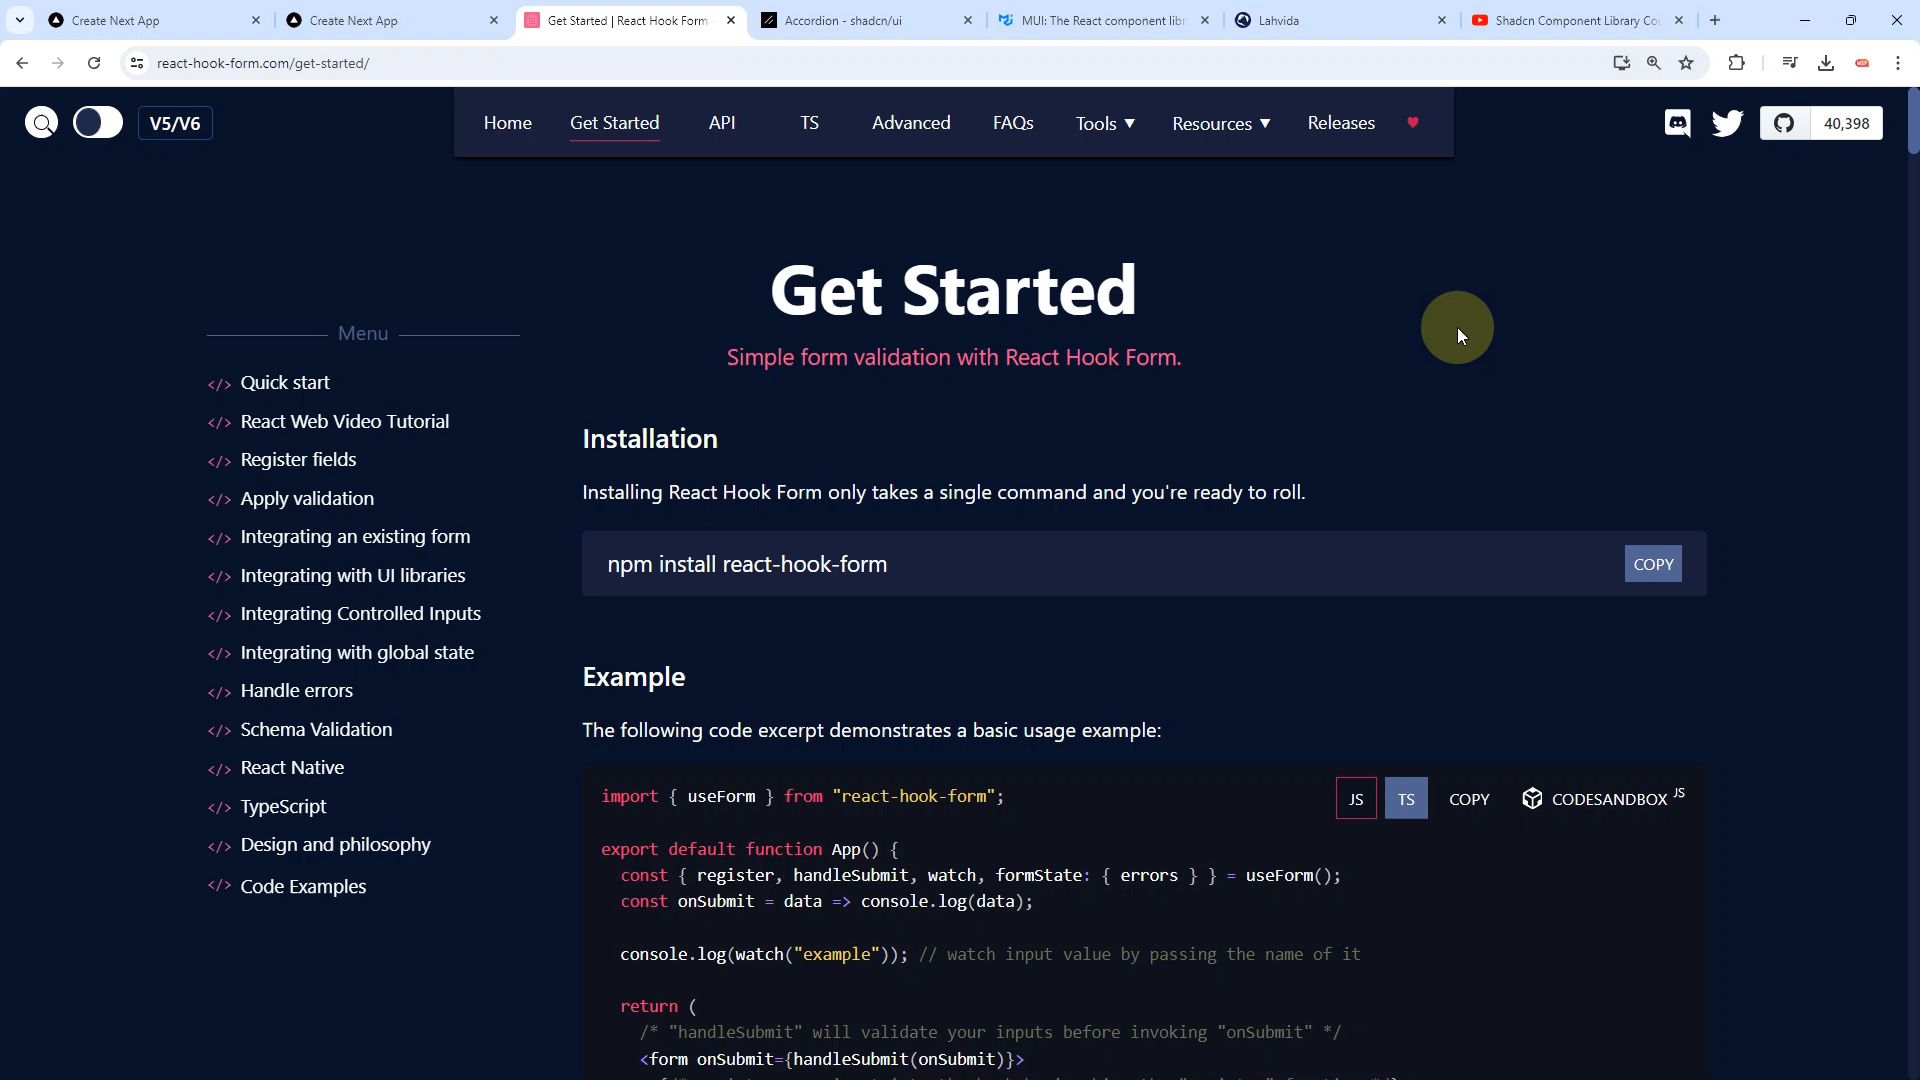 Create Next App
Create Next App
Get Started | React Hook Form
Accordion - shadcn/ui
MUI: The React component lib
Lahvida
Shadcn Component Library Co
react-hook-form.com/get-started/
V5/V6
Home
Get Started
API
TS
Advanced
FAQs
Tools ▼
Resources ▼
Releases
40,398
Get Started
Simple form validation with React Hook Form.
Menu
</> Quick start
</> React Web Video Tutorial
</> Register fields
</> Apply validation
</> Integrating an existing form
</> Integrating with UI libraries
</> Integrating Controlled Inputs
</> Integrating with global state
</> Handle errors
</> Schema Validation
</> React Native
</> TypeScript
</> Design and philosophy
</> Code Examples
Installation
Installing React Hook Form only takes a single command and you're ready to roll.
npm install react-hook-form
COPY
Example
The following code excerpt demonstrates a basic usage example:
JS
TS
COPY
CODESANDBOX JS
import { useForm } from "react-hook-form";
export default function App() {
const { register, handleSubmit, watch, formState: { errors } } = useForm();
const onSubmit = data => console.log(data);
console.log(watch("example")); // watch input value by passing the name of it
return (
/* "handleSubmit" will validate your inputs before invoking "onSubmit" */
<form onSubmit={handleSubmit(onSubmit)}>